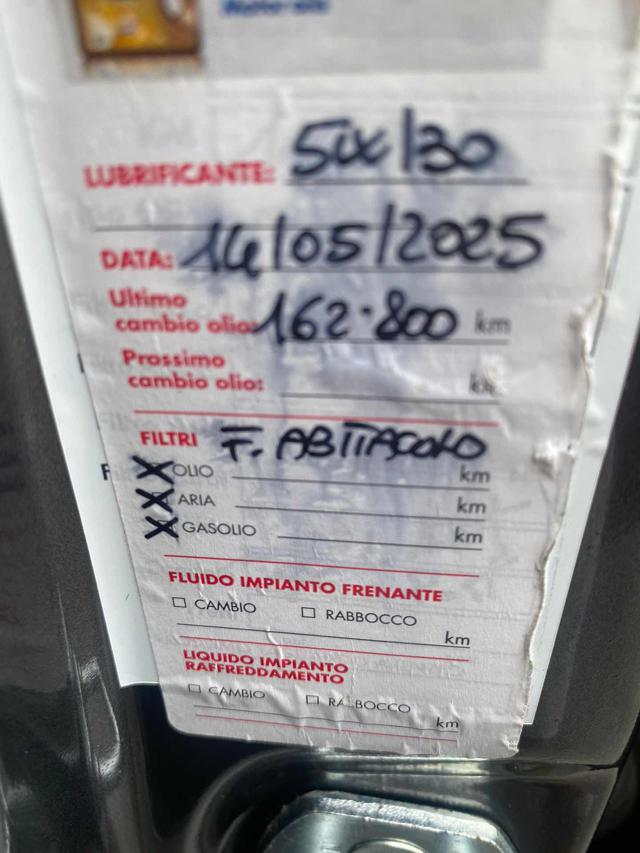 LUBRIFICANTE: 5W/30
DATA: 14/05/2025
Ultimo
cambio olio: 162.800 km
Prossimo
cambio olio: km
FILTRI F. ABITACOLO
X OLIO km
X ARIA km
X GASOLIO km
FLUIDO IMPIANTO FRENANTE
☐ CAMBIO ☐ RABBOCCO
km
LIQUIDO IMPIANTO
RAFFREDDAMENTO
☐ CAMBIO ☐ RABBOCCO
km